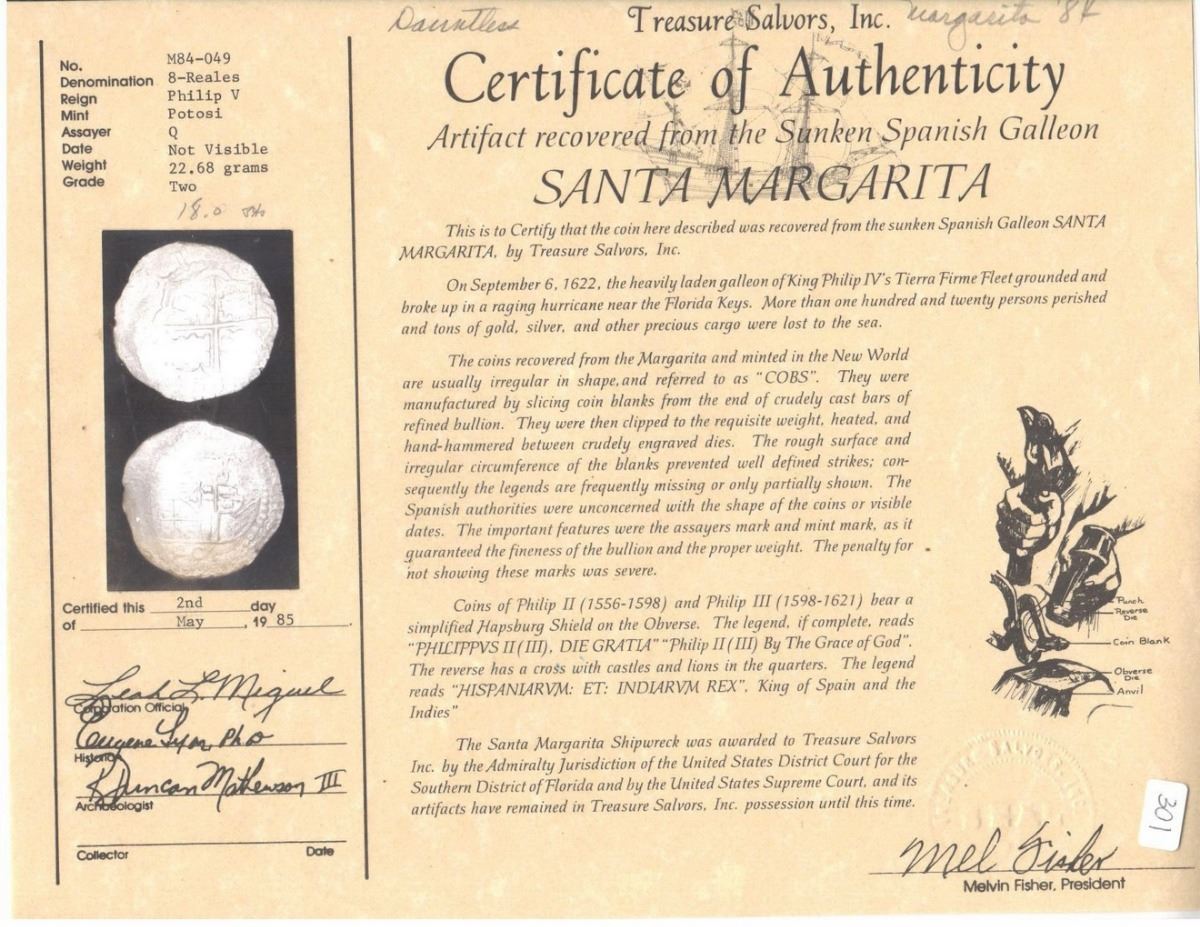 Dauntless
Treasure Salvors, Inc.
Margarita '84
Certificate of Authenticity
Artifact recovered from the Sunken Spanish Galleon
SANTA MARGARITA
No. M84-049
Denomination 8-Reales
Reign Philip V
Mint Potosi
Assayer Q
Date Not Visible
Weight 22.68 grams
Grade Two
18.0
This is to Certify that the coin here described was recovered from the sunken Spanish Galleon SANTA
MARGARITA, by Treasure Salvors, Inc.
On September 6, 1622, the heavily laden galleon of King Philip IV's Tierra Firme Fleet grounded and
broke up in a raging hurricane near the Florida Keys. More than one hundred and twenty persons perished
and tons of gold, silver, and other precious cargo were lost to the sea.
The coins recovered from the Margarita and minted in the New World
are usually irregular in shape, and referred to as "COBS". They were
manufactured by slicing coin blanks from the end of crudely cast bars of
refined bullion. They were then clipped to the requisite weight, heated, and
hand-hammered between crudely engraved dies. The rough surface and
irregular circumference of the blanks prevented well defined strikes; con-
sequently the legends are frequently missing or only partially shown. The
Spanish authorities were unconcerned with the shape of the coins or visible
dates. The important features were the assayers mark and mint mark, as it
guaranteed the fineness of the bullion and the proper weight. The penalty for
not showing these marks was severe.
Coins of Philip II (1556-1598) and Philip III (1598-1621) bear a
simplified Hapsburg Shield on the Obverse. The legend, if complete, reads
"PHILIPPVS II (III), DIE GRATIA" "Philip II (III) By The Grace of God".
The reverse has a cross with castles and lions in the quarters. The legend
reads "HISPANIARVM: ET: INDIARVM REX", King of Spain and the
Indies"
The Santa Margarita Shipwreck was awarded to Treasure Salvors
Inc. by the Admiralty Jurisdiction of the United States District Court for the
Southern District of Florida and by the United States Supreme Court, and its
artifacts have remained in Treasure Salvors, Inc. possession until this time.
Punch
Reverse
DIE
Coin Blank
Obverse
DIE
Anvil
Certified this 2nd day
of May, 19 85.
Leah L Miguel
Corporation Official
Eugene Lyon, PhD
Historian
R Duncan Mathewson III
Archeologist
Collector Date
301
Mel Fisher
Melvin Fisher, President